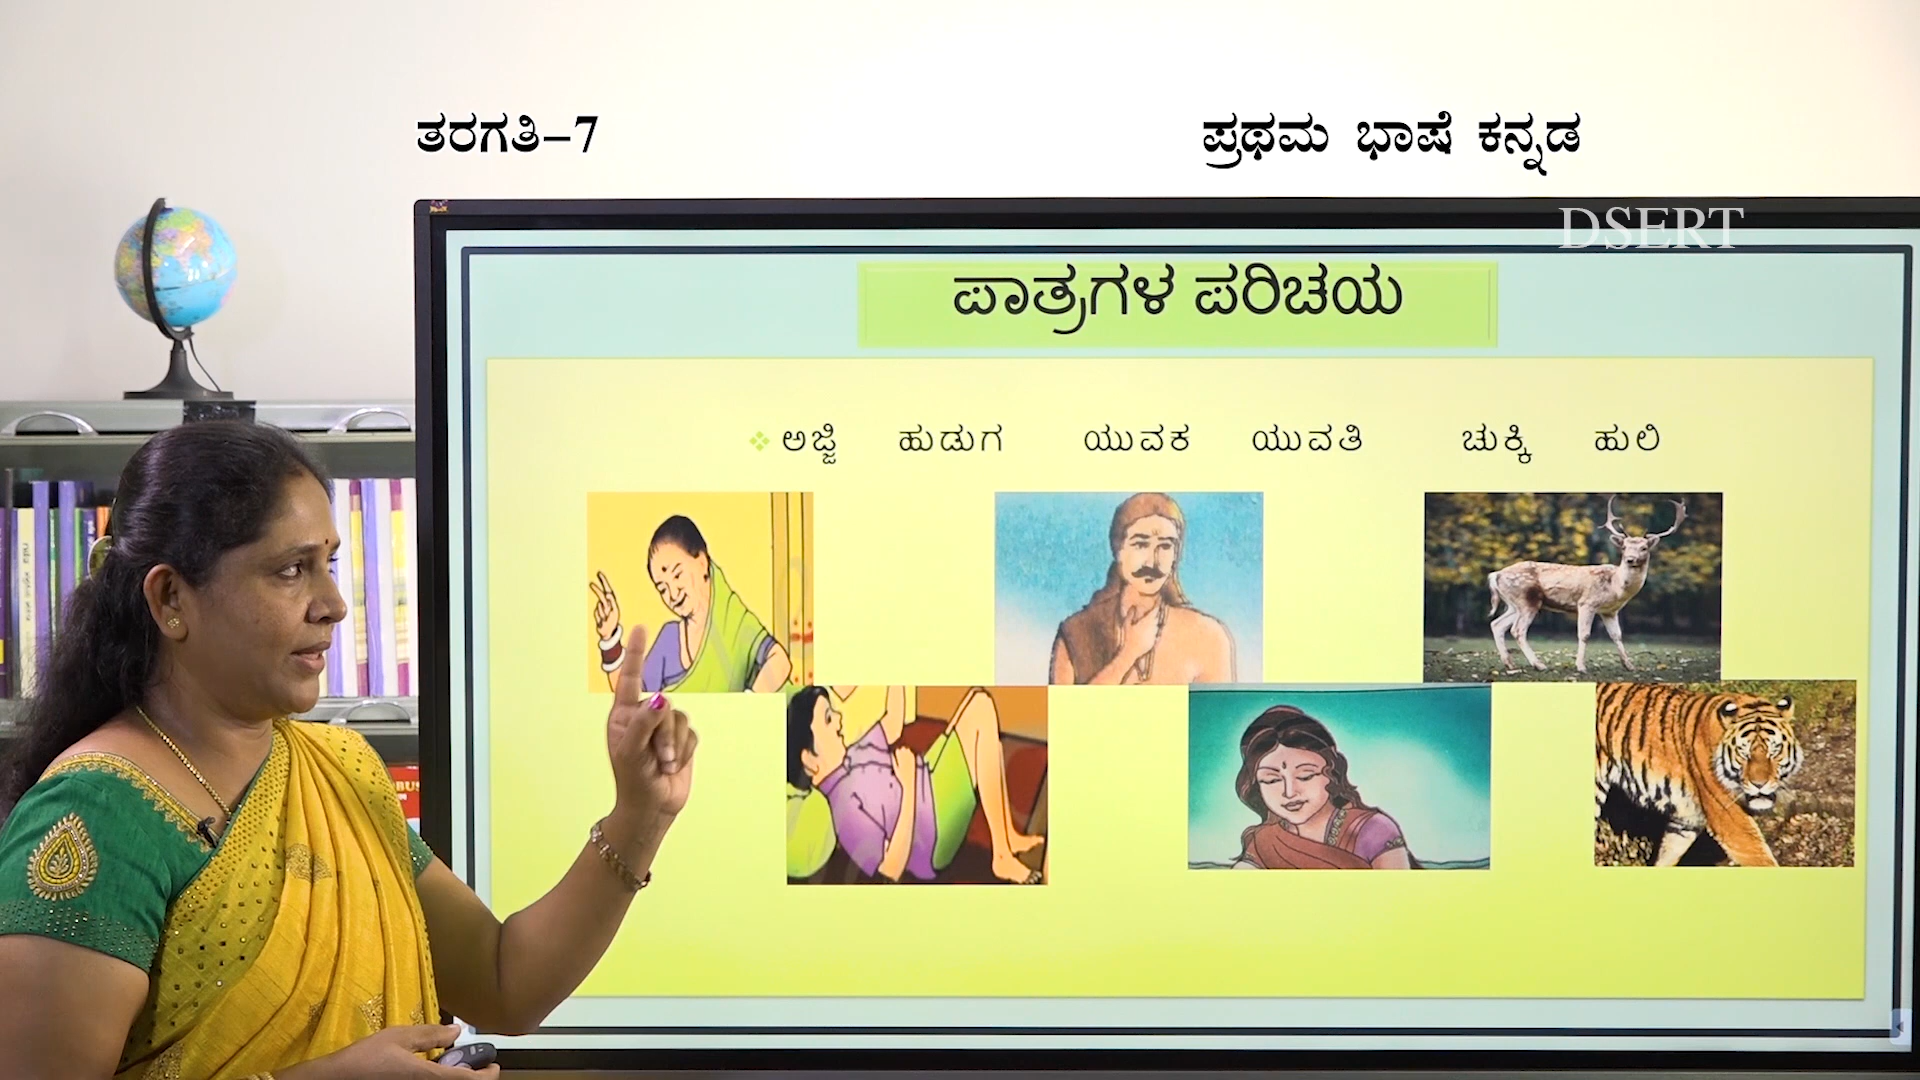 ತರಗತಿ–7
ಪ್ರಥಮ ಭಾಷೆ ಕನ್ನಡ
DSERT
ಪಾತ್ರಗಳ ಪರಿಚಯ
ಅಜ್ಜಿ ಹುಡುಗ ಯುವಕ ಯುವತಿ ಚುಕ್ಕಿ ಹುಲಿ